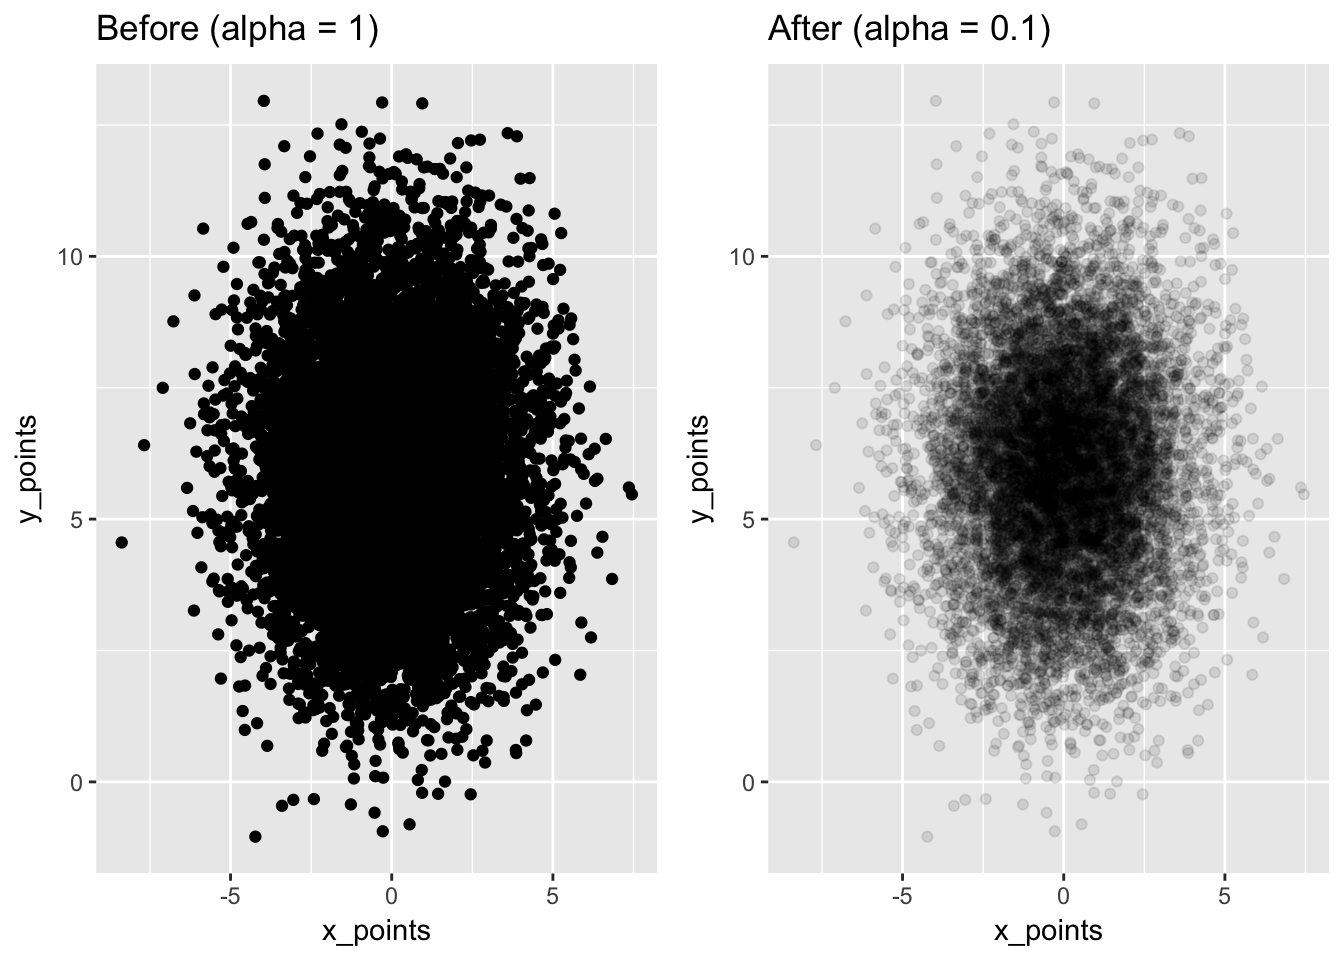 Before (alpha = 1)
y_points
10
5
0
-5 0 5
x_points
After (alpha = 0.1)
y_points
10
5
0
-5 0 5
x_points